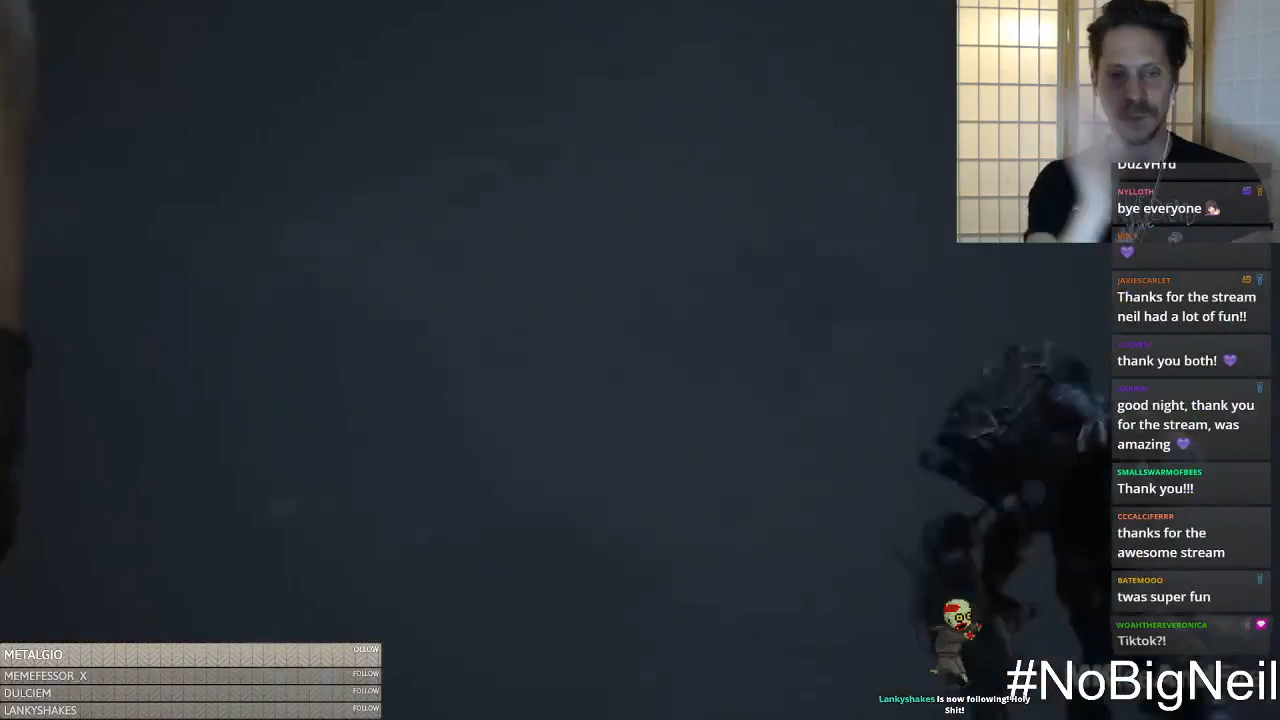 DuZVHYd
NYLLOTH
bye everyone
JAXIESCARLET
Thanks for the stream
neil had a lot of fun!!
thank you both!
good night, thank you
for the stream, was
amazing
SMALLSWARMOFBEES
Thank you!!!
CCCALCIFERRR
thanks for the
awesome stream
BATEMOOO
twas super fun
WOAHTHEREVERONICA
Tiktok?!
#NoBigNeil
Lankyshakes is now following! Holy
Shit!
METALGIO FOLLOW
MEMEFESSOR_X FOLLOW
DULCIEM FOLLOW
LANKYSHAKES FOLLOW